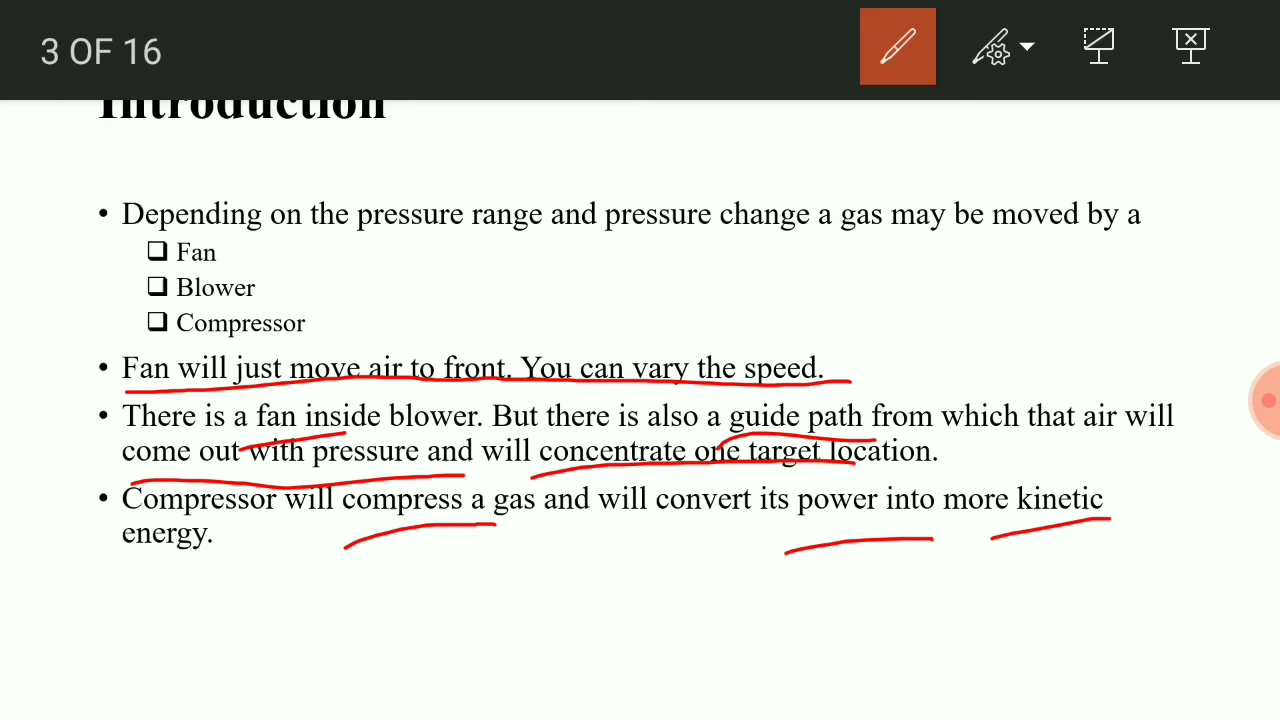 3 OF 16
Introduction
• Depending on the pressure range and pressure change a gas may be moved by a
❑ Fan
❑ Blower
❑ Compressor
• Fan will just move air to front. You can vary the speed.
• There is a fan inside blower. But there is also a guide path from which that air will
come out with pressure and will concentrate one target location.
• Compressor will compress a gas and will convert its power into more kinetic
energy.